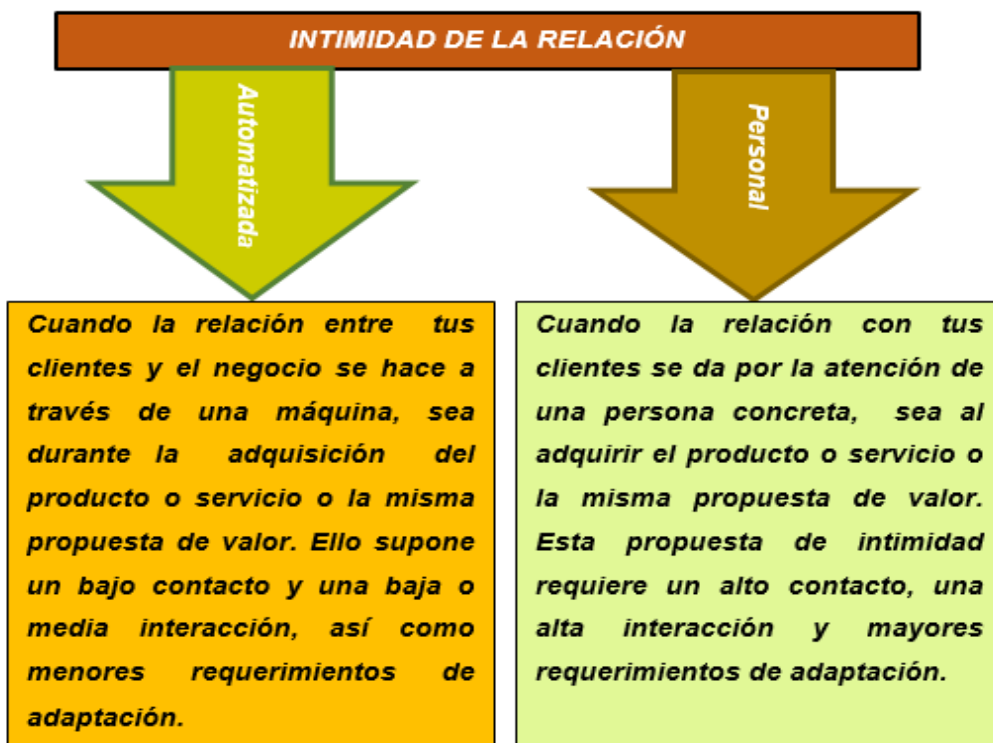 INTIMIDAD DE LA RELACIÓN
Automatizada
Personal
Cuando la relación entre tus
clientes y el negocio se hace a
través de una máquina, sea
durante la adquisición del
producto o servicio o la misma
propuesta de valor. Ello supone
un bajo contacto y una baja o
media interacción, así como
menores requerimientos de
adaptación.
Cuando la relación con tus
clientes se da por la atención de
una persona concreta, sea al
adquirir el producto o servicio o
la misma propuesta de valor.
Esta propuesta de intimidad
requiere un alto contacto, una
alta interacción y mayores
requerimientos de adaptación.